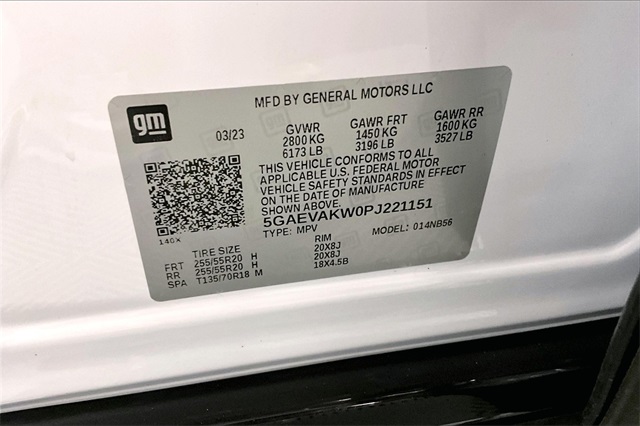 MFD BY GENERAL MOTORS LLC
gm
03/23
GVWR GAWR FRT GAWR RR
2800 KG 1450 KG 1600 KG
6173 LB 3196 LB 3527 LB
THIS VEHICLE CONFORMS TO ALL
APPLICABLE U.S. FEDERAL MOTOR
VEHICLE SAFETY STANDARDS IN EFFECT
ON THE DATE OF MANUFACTURE
SHOWN ABOVE.
5GAEVAKW0PJ221151
TYPE: MPV MODEL: 014NB56
140X
TIRE SIZE RIM
FRT 255/55R20 H 20X8J
RR 255/55R20 H 20X8J
SPA T135/70R18 M 18X4.5B